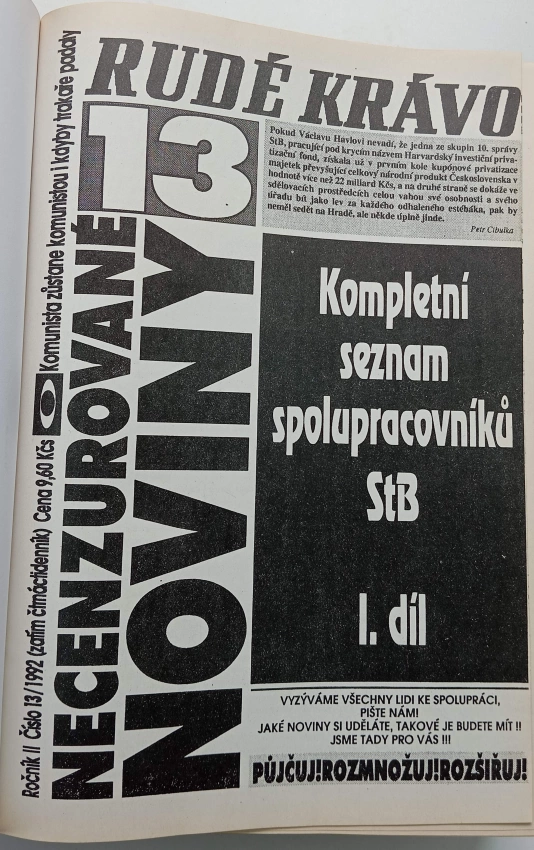 RUDÉ KRÁVO
13
Pokud Václavu Havlovi nevadí, že jedna ze skupin 10. správy
StB, pracující pod krycím názvem Harvardský investiční priva-
tizační fond, získala už v prvním kole kupónové privatizace
majetek převyšující celkový národní produkt Československa v
hodnotě více než 22 miliard Kčs, a na druhé straně se dokáže ve
sdělovacích prostředcích celou vahou své osobnosti a svého
úřadu bít jako lev za každého odhaleného estébáka, pak by
neměl sedět na Hradě, ale někde úplně jinde.
Petr Cibulka
Ročník II Číslo 13/1992 (zatím čtrnáctidenník) Cena 9,60 Kčs
Komunista zůstane komunistou i kdyby trakaře padaly
NECENZUROVANÉ
NOVINY
Kompletní
seznam
spolupracovníků
StB
I. díl
VYZÝVÁME VŠECHNY LIDI KE SPOLUPRÁCI,
PIŠTE NÁM!
JAKÉ NOVINY SI UDĚLÁTE, TAKOVÉ JE BUDETE MÍT !!
JSME TADY PRO VÁS !!!
PŮJČUJ!ROZMNOŽUJ!ROZŠIŘUJ!